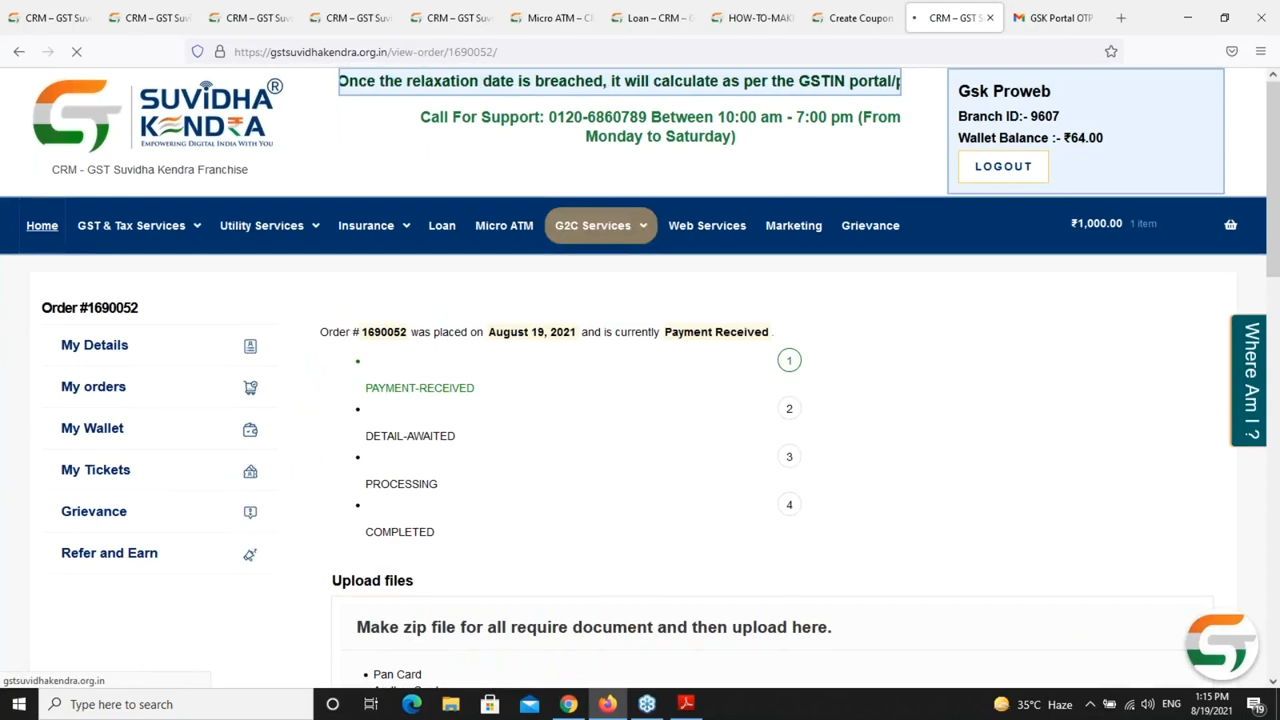 CRM – GST Suvi
CRM – GST Suvi
CRM – GST Suvi
CRM – GST Suvi
CRM – GST Suvi
Micro ATM – CR
Loan – CRM – G
HOW-TO-MAK
Create Coupon
CRM – GST S
GSK Portal OTP
https://gstsuvidhakendra.org.in/view-order/1690052/
SUVIDHA
KENDRA
EMPOWERING DIGITAL INDIA WITH YOU
CRM - GST Suvidha Kendra Franchise
Once the relaxation date is breached, it will calculate as per the GSTIN portal/p
Call For Support: 0120-6860789 Between 10:00 am - 7:00 pm (From
Monday to Saturday)
Gsk Proweb
Branch ID:- 9607
Wallet Balance :- ₹64.00
LOGOUT
Home GST & Tax Services Utility Services Insurance Loan Micro ATM G2C Services Web Services Marketing Grievance ₹1,000.00 1 item
Order #1690052
My Details
My orders
My Wallet
My Tickets
Grievance
Refer and Earn
Order # 1690052 was placed on August 19, 2021 and is currently Payment Received .
1
PAYMENT-RECEIVED
2
DETAIL-AWAITED
3
PROCESSING
4
COMPLETED
Upload files
Make zip file for all require document and then upload here.
Pan Card
Where Am I ?
gstsuvidhakendra.org.in
Type here to search
35°C Haze
ENG
1:15 PM
8/19/2021
19